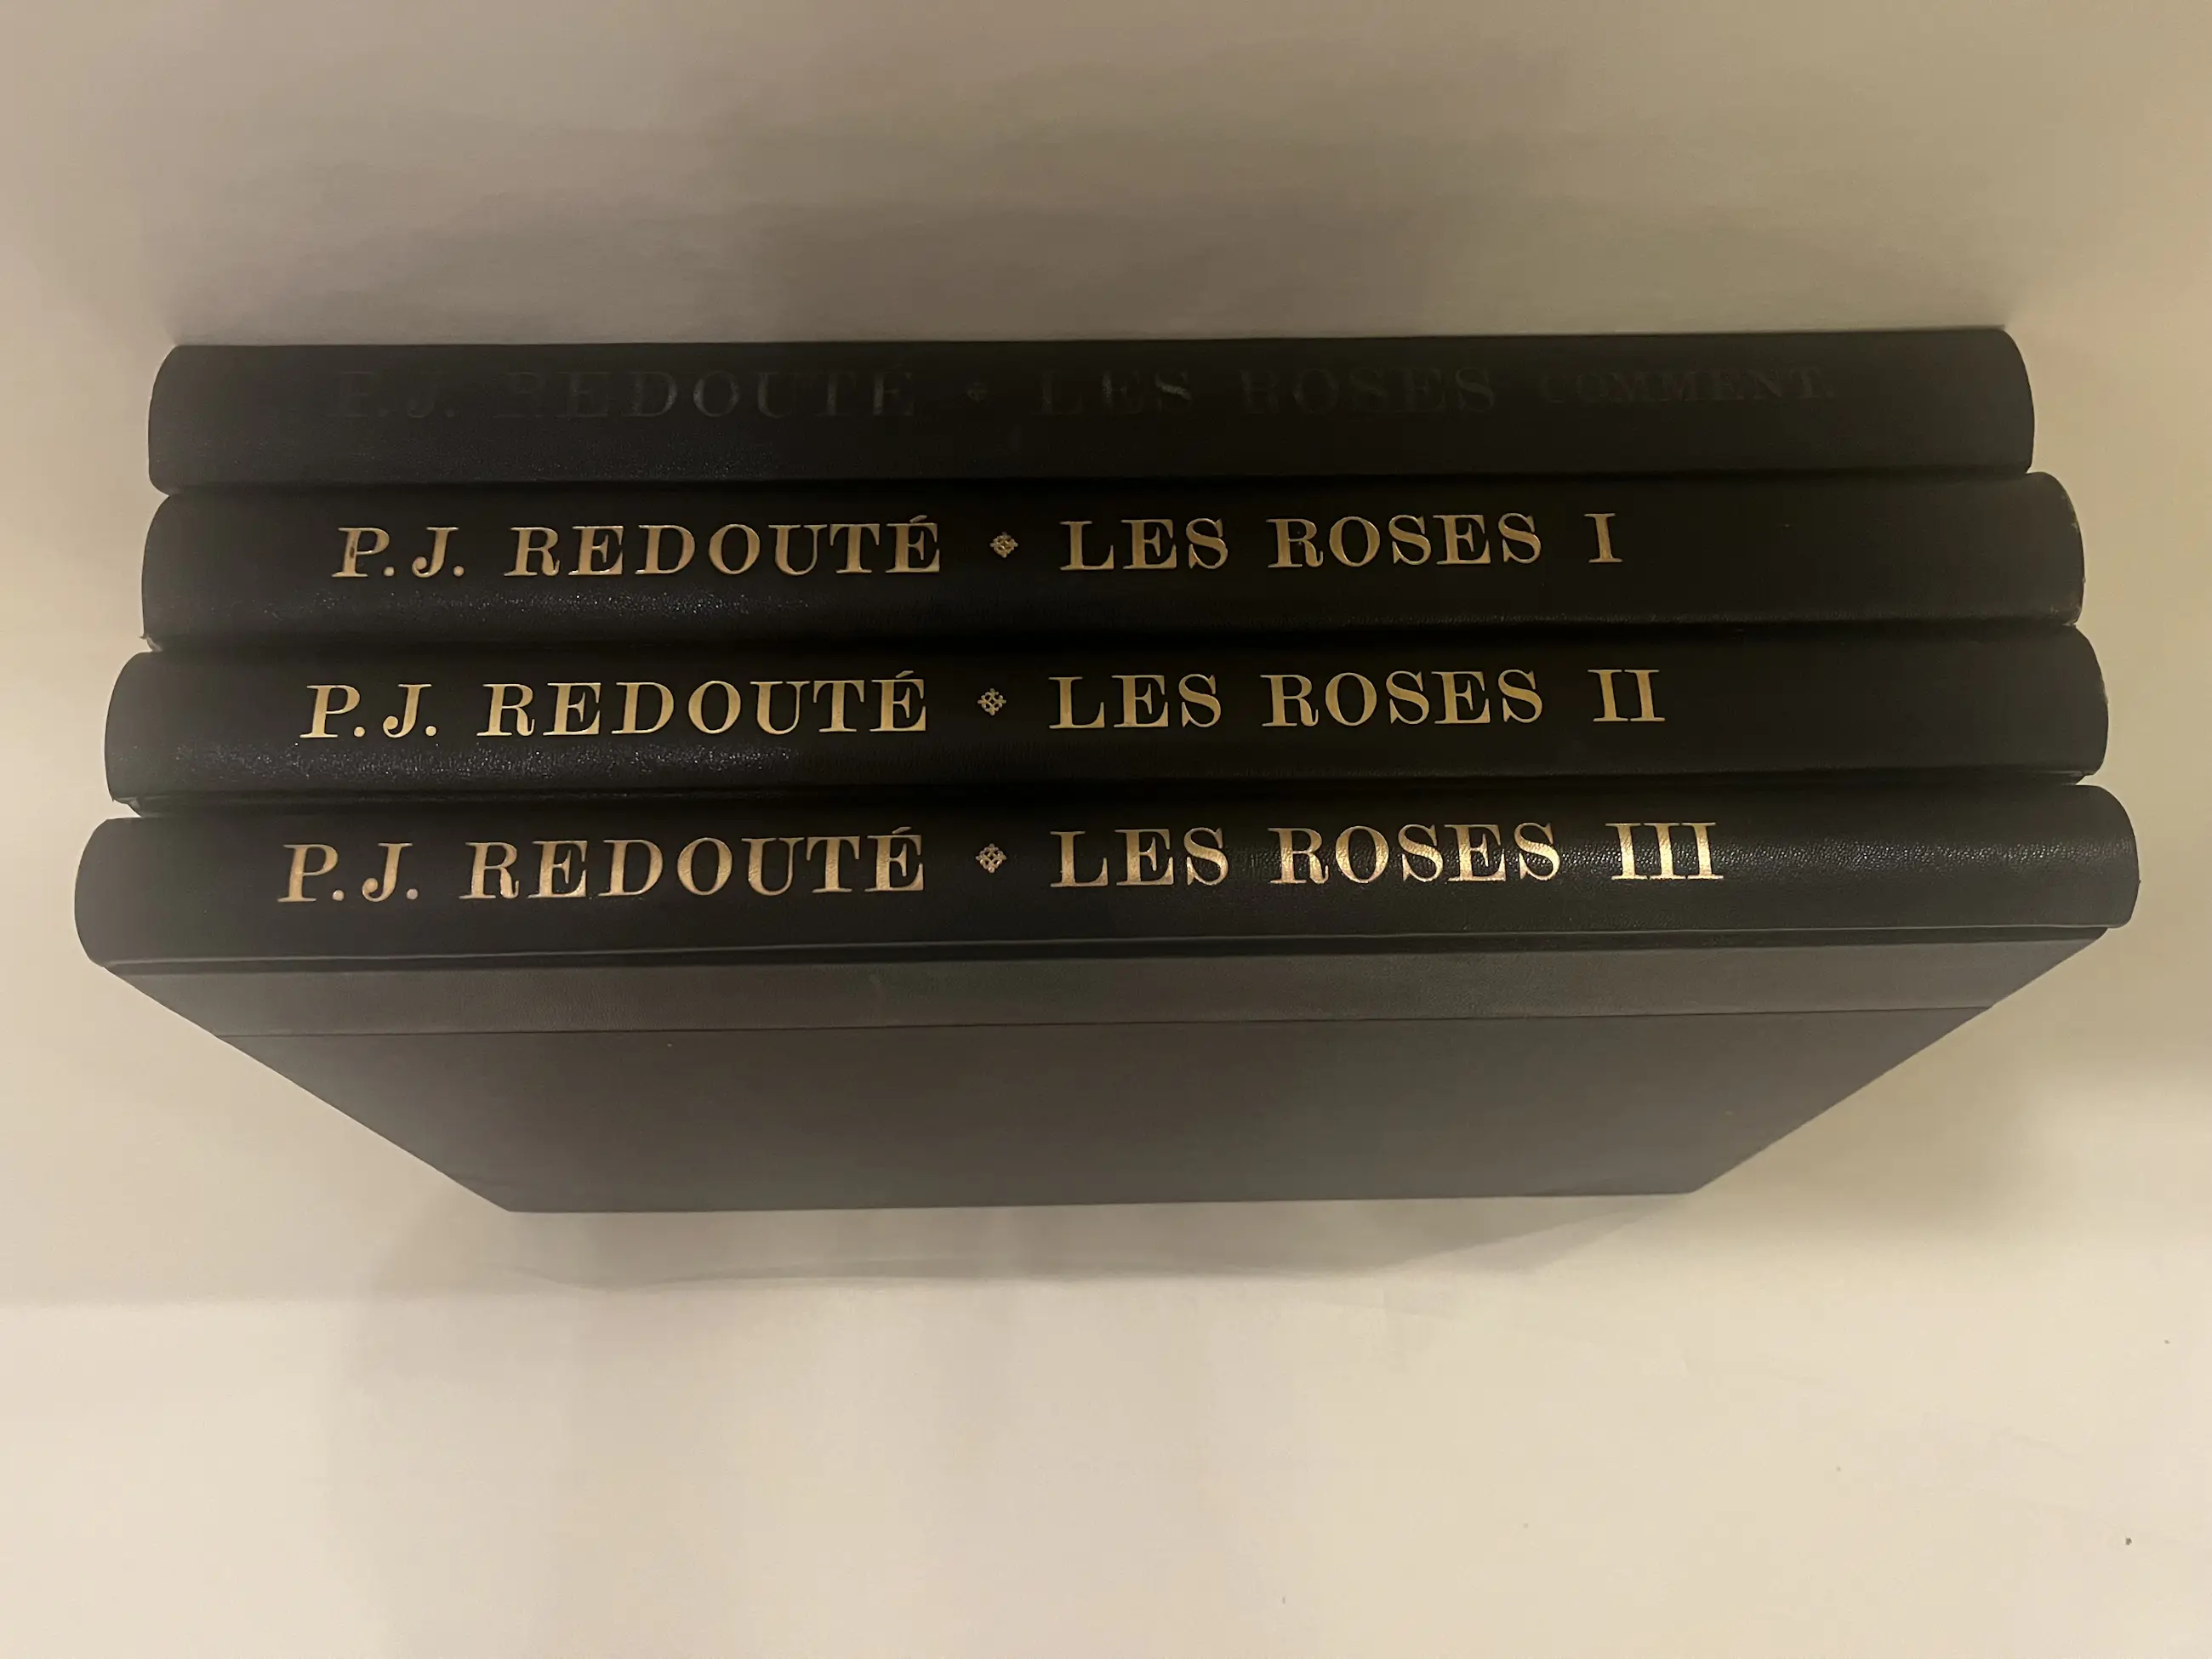 P.J. REDOUTÉ LES ROSES COMMENT.
P.J. REDOUTÉ LES ROSES I
P.J. REDOUTÉ LES ROSES II
P.J. REDOUTÉ LES ROSES III